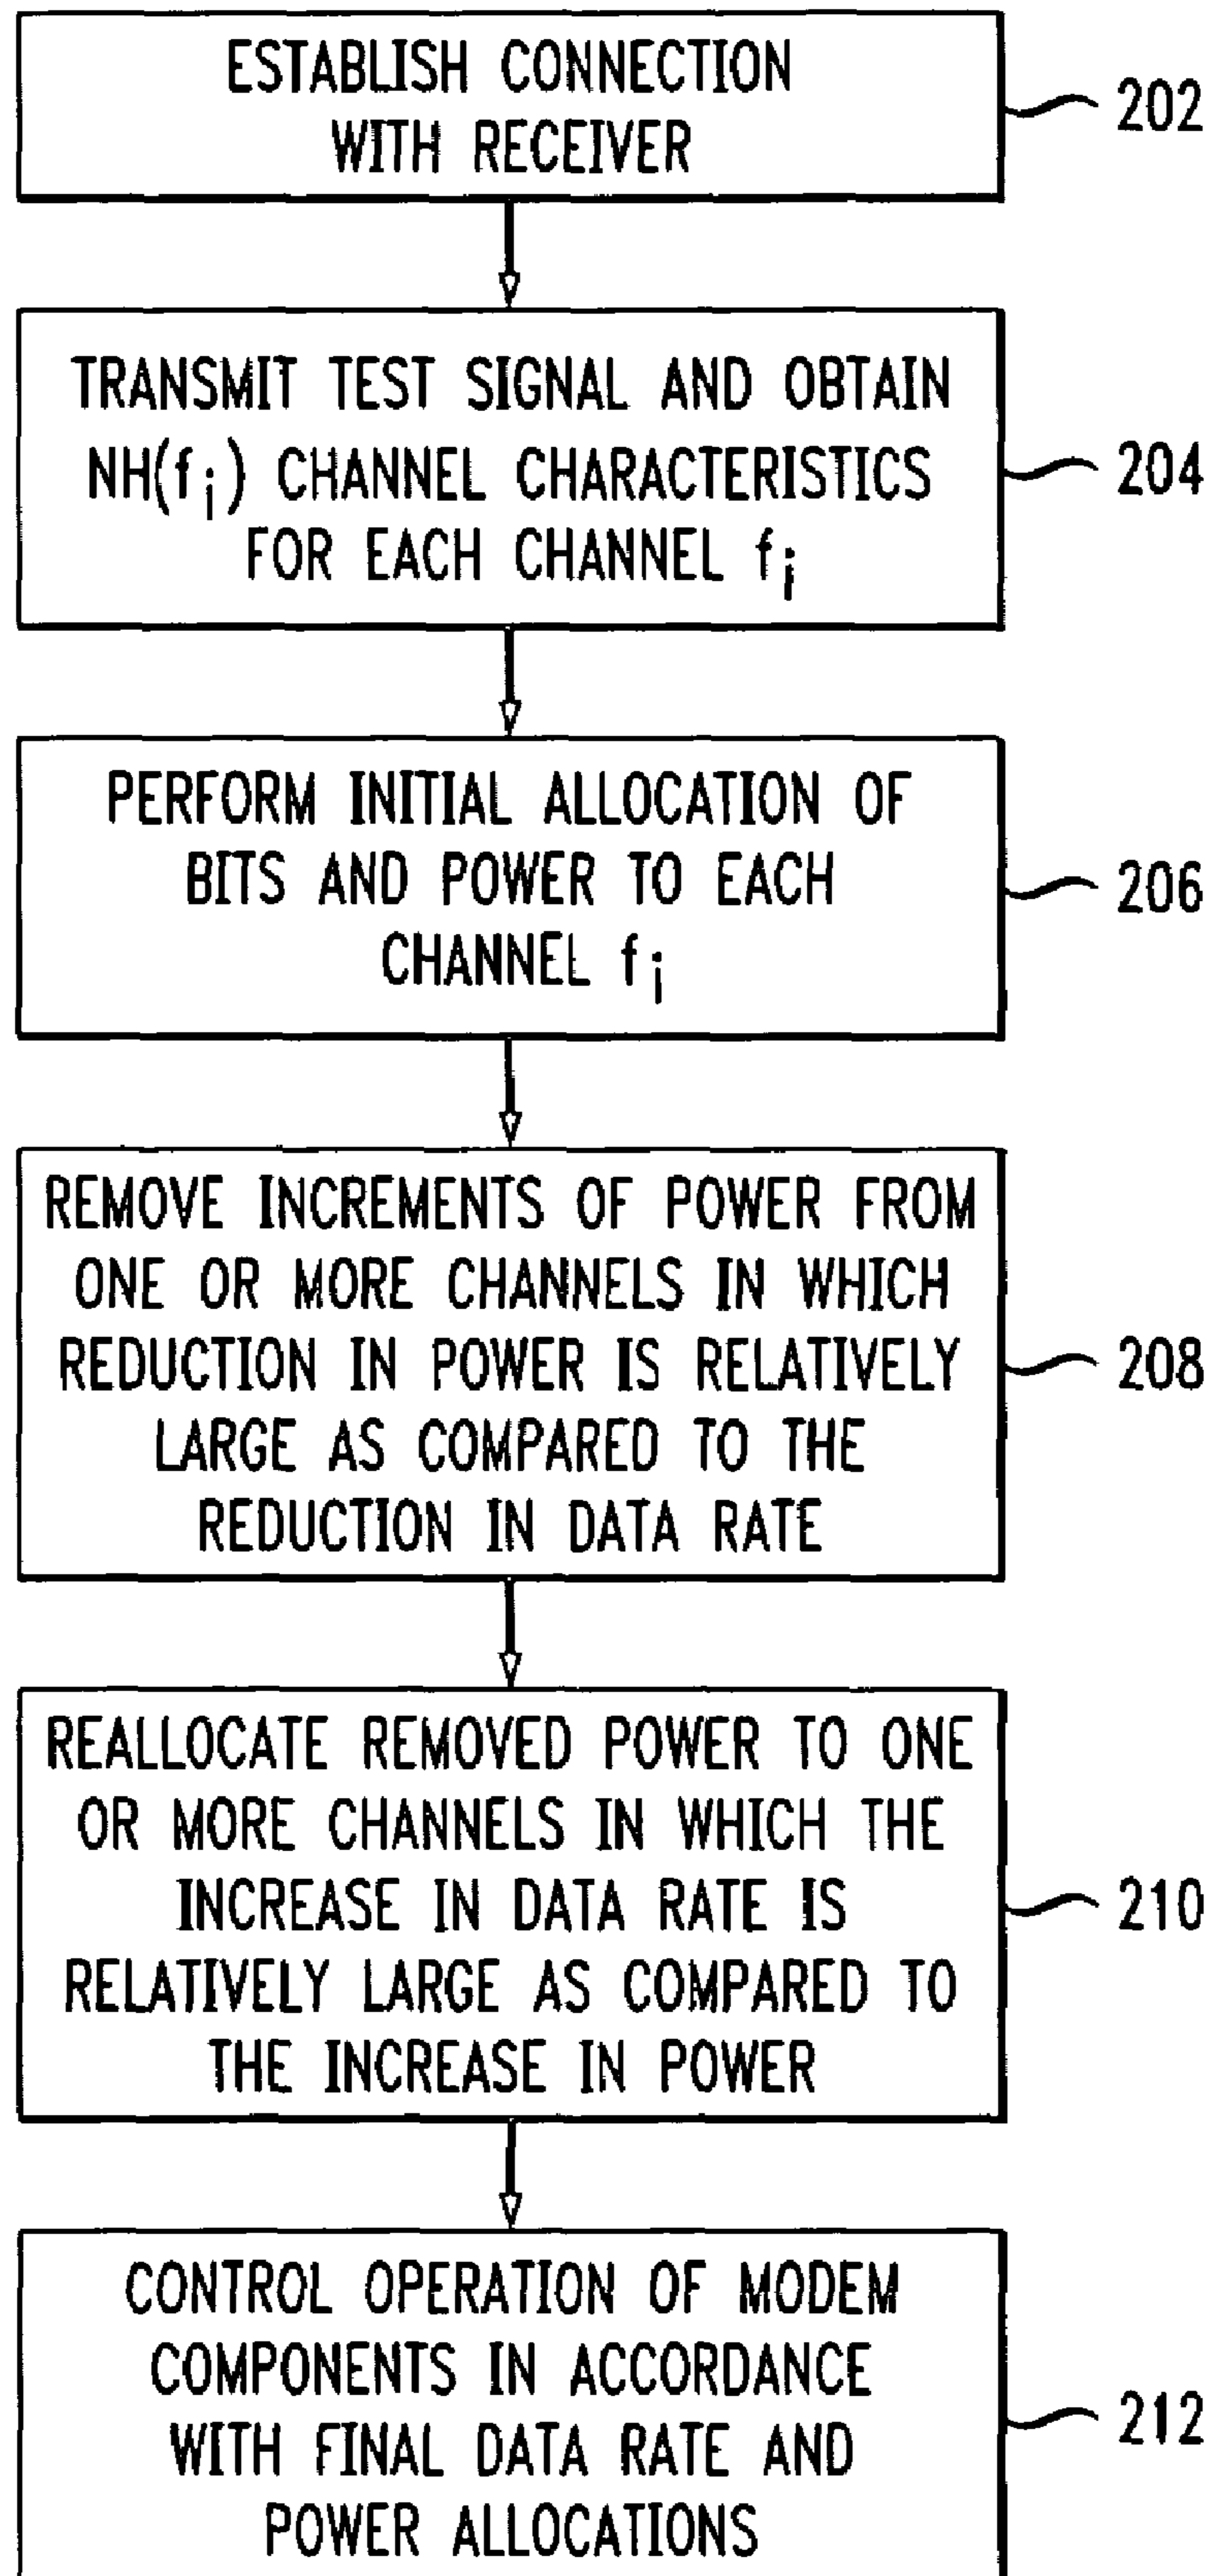 ESTABLISH CONNECTION
WITH RECEIVER
202
TRANSMIT TEST SIGNAL AND OBTAIN
NH(fi) CHANNEL CHARACTERISTICS
FOR EACH CHANNEL fi
204
PERFORM INITIAL ALLOCATION OF
BITS AND POWER TO EACH
CHANNEL fi
206
REMOVE INCREMENTS OF POWER FROM
ONE OR MORE CHANNELS IN WHICH
REDUCTION IN POWER IS RELATIVELY
LARGE AS COMPARED TO THE
REDUCTION IN DATA RATE
208
REALLOCATE REMOVED POWER TO ONE
OR MORE CHANNELS IN WHICH THE
INCREASE IN DATA RATE IS
RELATIVELY LARGE AS COMPARED TO
THE INCREASE IN POWER
210
CONTROL OPERATION OF MODEM
COMPONENTS IN ACCORDANCE
WITH FINAL DATA RATE AND
POWER ALLOCATIONS
212